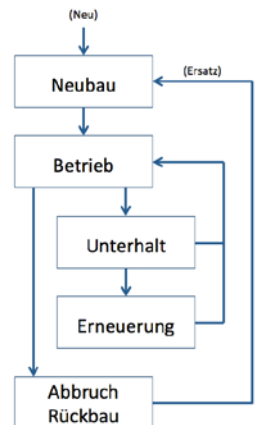 (Neu)
(Ersatz)
Neubau
Betrieb
Unterhalt
Erneuerung
Abbruch
Rückbau